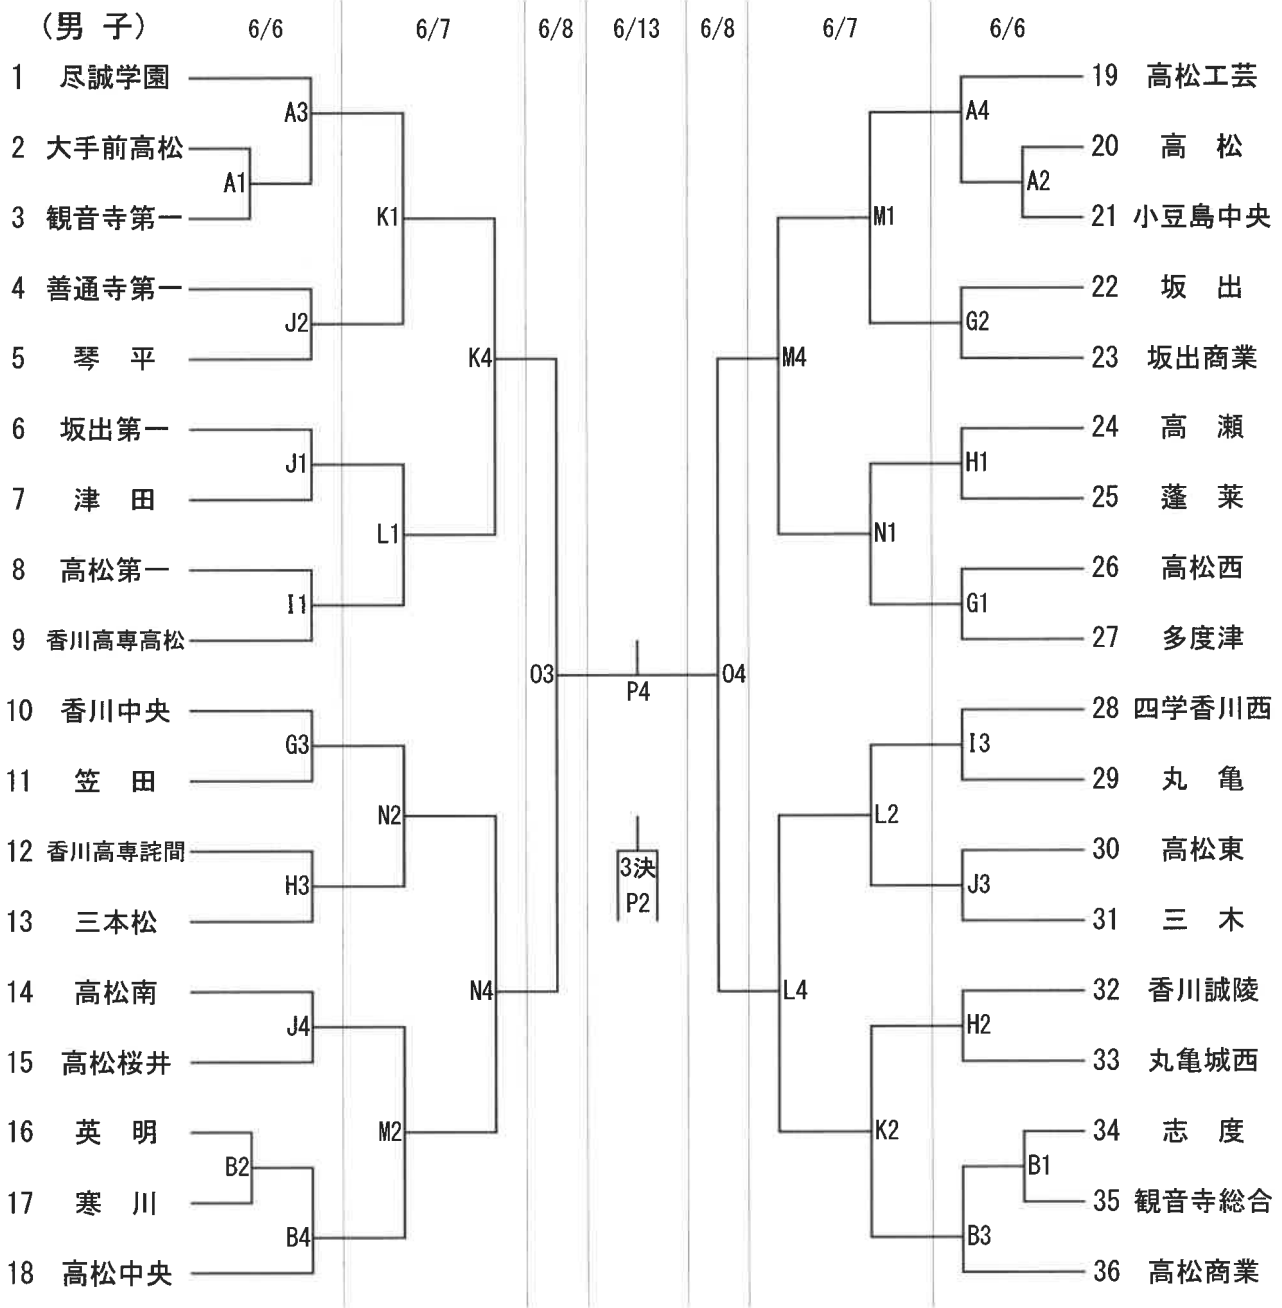 （男 子） 6/6 6/7 6/8 6/13 6/8 6/7 6/6
1 尽誠学園
2 大手前高松
3 観音寺第一
4 善通寺第一
5 琴 平
6 坂出第一
7 津 田
8 高松第一
9 香川高専高松
10 香川中央
11 笠 田
12 香川高専詫間
13 三本松
14 高松南
15 高松桜井
16 英 明
17 寒 川
18 高松中央
A3
A1
K1
J2
K4
J1
L1
I1
O3
G3
N2
H3
N4
J4
M2
B2
B4
P4
3決
P2
O4
A4
A2
M1
G2
M4
H1
N1
G1
I3
L2
J3
L4
H2
K2
B1
B3
19 高松工芸
20 高 松
21 小豆島中央
22 坂 出
23 坂出商業
24 高 瀬
25 蓬 莱
26 高松西
27 多度津
28 四学香川西
29 丸 亀
30 高松東
31 三 木
32 香川誠陵
33 丸亀城西
34 志 度
35 観音寺総合
36 高松商業